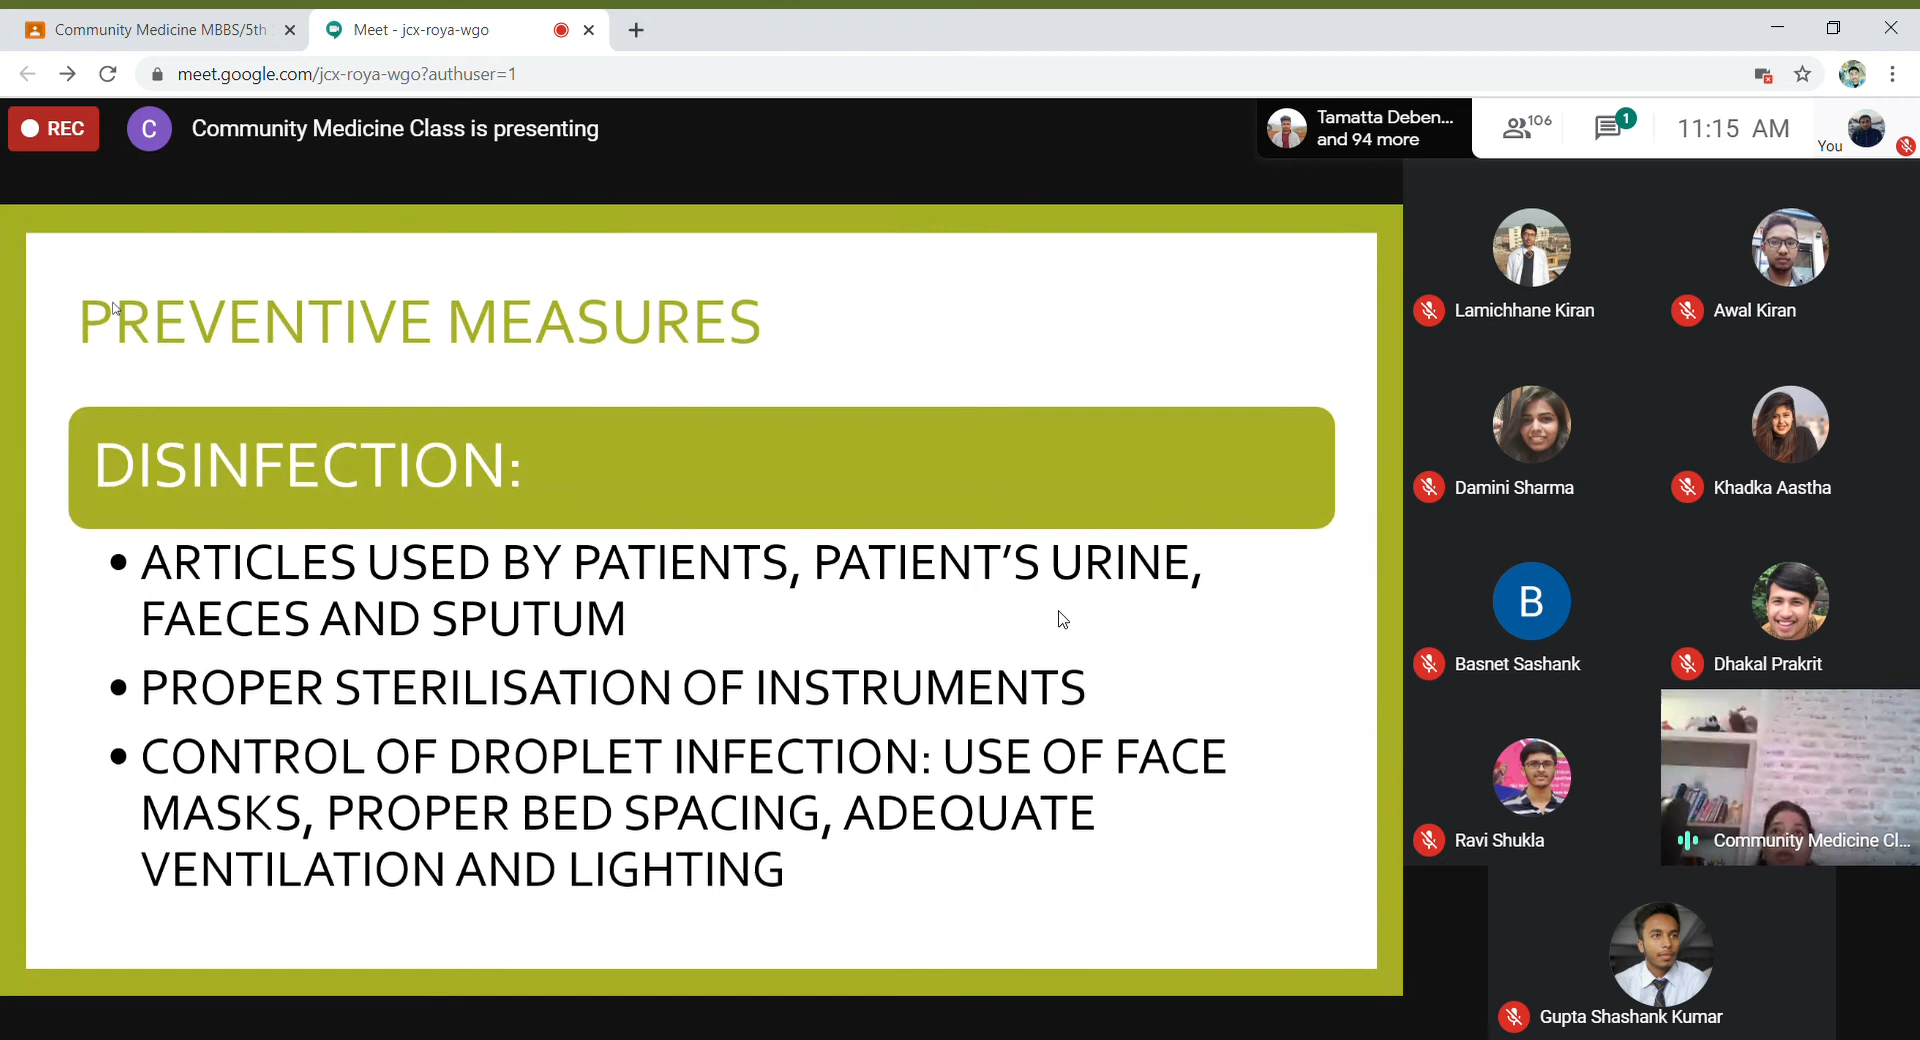 Community Medicine MBBS/5th
Meet - jcx-roya-wgo
meet.google.com/jcx-roya-wgo?authuser=1
REC
C
Community Medicine Class is presenting
Tamatta Deben...
and 94 more
106
1
11:15 AM
You
PREVENTIVE MEASURES
DISINFECTION:
• ARTICLES USED BY PATIENTS, PATIENT’S URINE,
FAECES AND SPUTUM
• PROPER STERILISATION OF INSTRUMENTS
• CONTROL OF DROPLET INFECTION: USE OF FACE
MASKS, PROPER BED SPACING, ADEQUATE
VENTILATION AND LIGHTING
Lamichhane Kiran
Awal Kiran
Damini Sharma
Khadka Aastha
B
Basnet Sashank
Dhakal Prakrit
Ravi Shukla
Community Medicine Cl...
Gupta Shashank Kumar